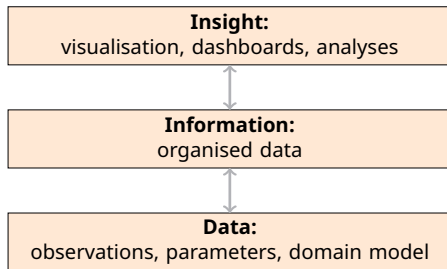 Insight:
visualisation, dashboards, analyses
Information:
organised data
Data:
observations, parameters, domain model